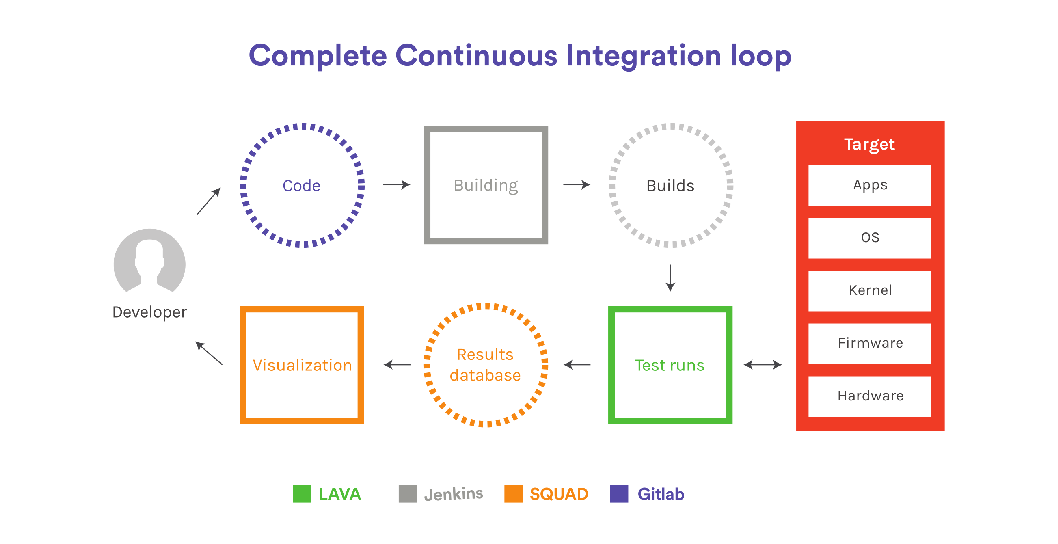 Complete Continuous Integration loop
Target
Code
Building
Builds
Apps
OS
Kernel
Developer
Visualization
Results
database
Test runs
Firmware
Hardware
LAVA
Jenkins
SQUAD
Gitlab